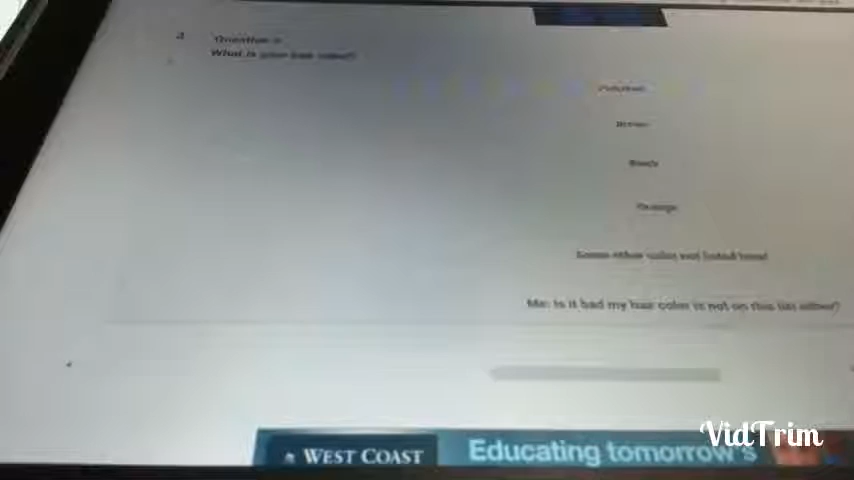 2
Question
What is your hair color?
Brown
Orange
Some other color not listed here!
Me: Is it bad my hair color is not on this list either?
WEST COAST
Educating tomorrow's
VidTrim